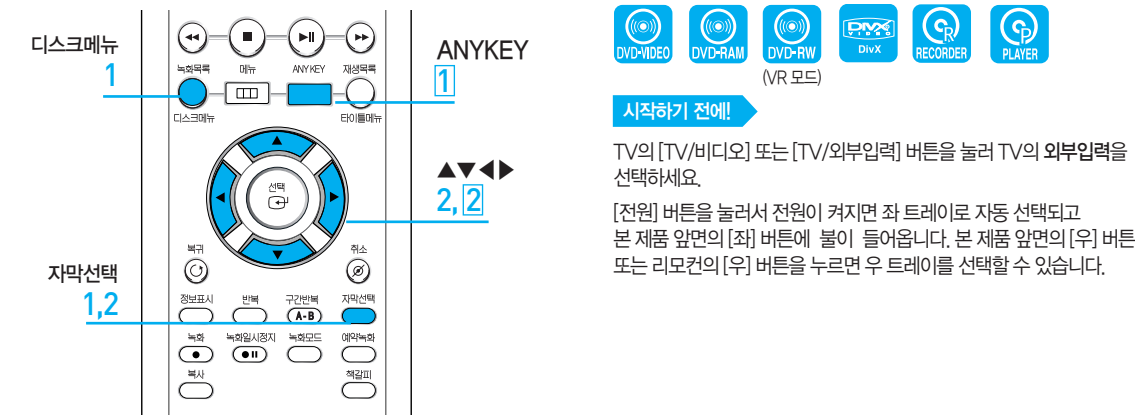 디스크메뉴
1
ANYKEY
1
▲▼◀▶
2, 2
자막선택
1,2
녹화목록
메뉴
ANY KEY
재생목록
디스크메뉴
타이틀메뉴
선택
복귀
취소
정보표시
반복
구간반복
자막선택
A-B
녹화
녹화일시정지
녹화모드
예약녹화
복사
책갈피
DVD-VIDEO
DVD-RAM
DVD-RW
DIVX
VIDEO
DivX
R
RECORDER
P
PLAYER
(VR 모드)
시작하기 전에!
TV의 [TV/비디오] 또는 [TV/외부입력] 버튼을 눌러 TV의 외부입력을
선택하세요.
[전원] 버튼을 눌러서 전원이 켜지면 좌 트레이로 자동 선택되고
본 제품 앞면의 [좌] 버튼에 불이 들어옵니다. 본 제품 앞면의 [우] 버튼
또는 리모컨의 [우] 버튼을 누르면 우 트레이를 선택할 수 있습니다.